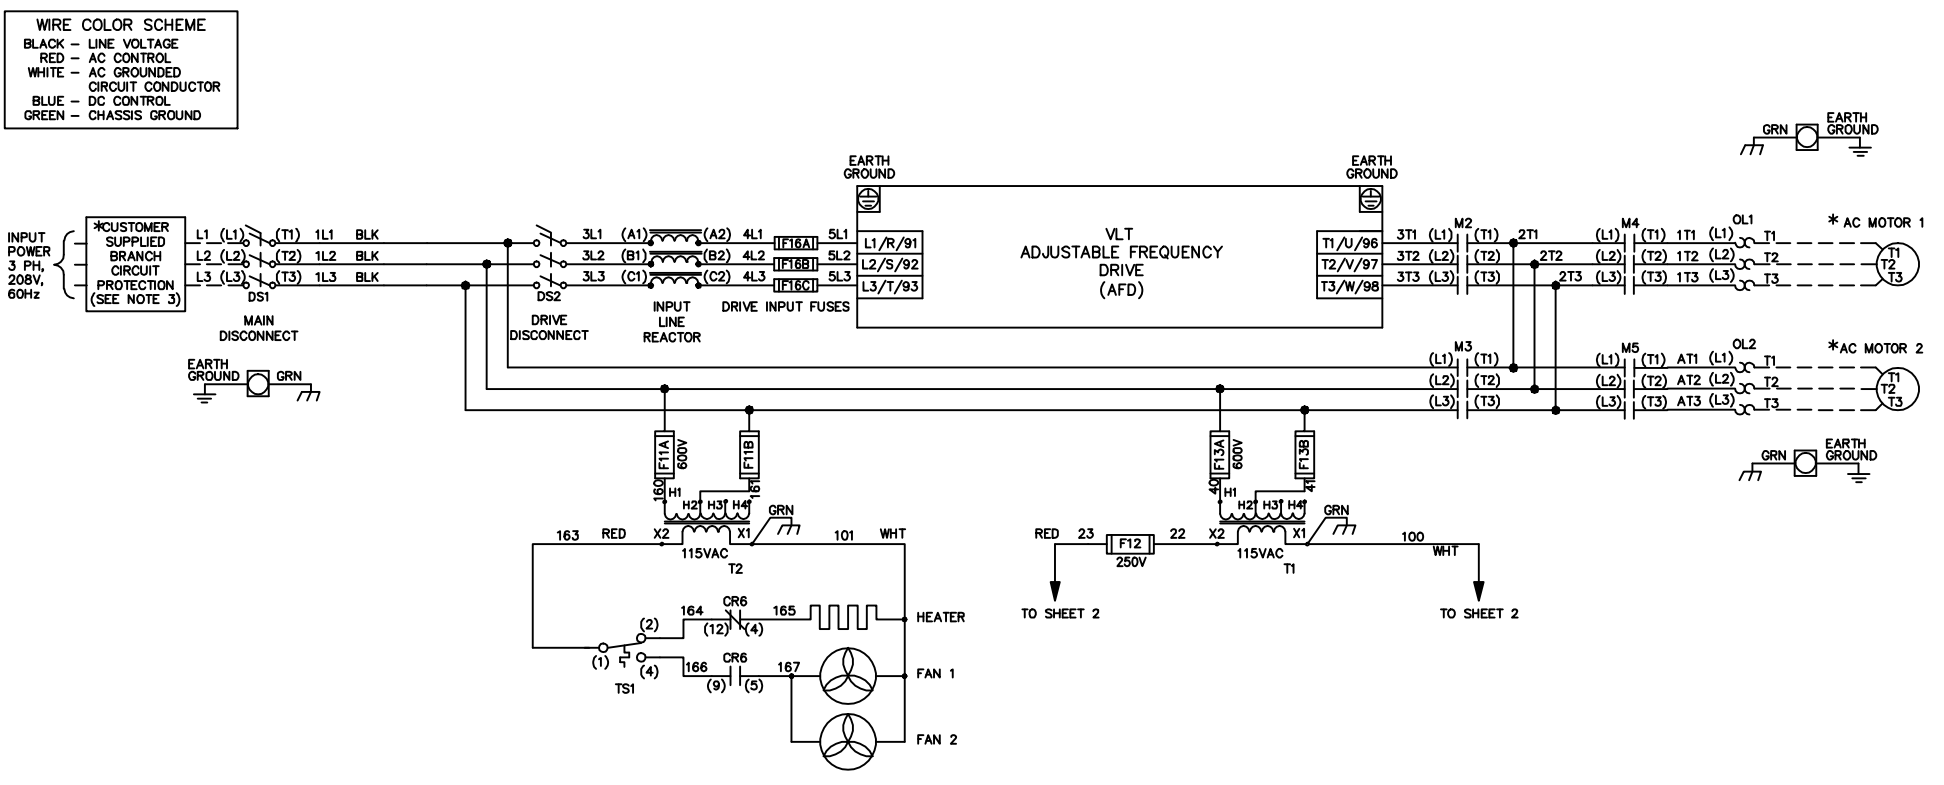 WIRE COLOR SCHEME
BLACK – LINE VOLTAGE
RED – AC CONTROL
WHITE – AC GROUNDED
CIRCUIT CONDUCTOR
BLUE – DC CONTROL
GREEN – CHASSIS GROUND
GRN
EARTH
GROUND
EARTH
GROUND
EARTH
GROUND
INPUT
POWER
3 PH,
208V,
60Hz
*CUSTOMER
SUPPLIED
BRANCH
CIRCUIT
PROTECTION
(SEE NOTE 3)
L1 (L1) (T1) 1L1 BLK
L2 (L2) (T2) 1L2 BLK
L3 (L3) (T3) 1L3 BLK
DS1
MAIN
DISCONNECT
EARTH
GROUND
GRN
DS2
DRIVE
DISCONNECT
3L1 (A1) (A2) 4L1 F16A 5L1 L1/R/91
3L2 (B1) (B2) 4L2 F16B 5L2 L2/S/92
3L3 (C1) (C2) 4L3 F16C 5L3 L3/T/93
INPUT
LINE
REACTOR
DRIVE INPUT FUSES
VLT
ADJUSTABLE FREQUENCY
DRIVE
(AFD)
M2 M4 OL1
* AC MOTOR 1
T1/U/96 3T1 (L1) (T1) 2T1 (L1) (T1) 1T1 (L1) T1
T2/V/97 3T2 (L2) (T2) 2T2 (L2) (T2) 1T2 (L2) T2
T3/W/98 3T3 (L3) (T3) 2T3 (L3) (T3) 1T3 (L3) T3
T1
T2
T3
M3 M5 OL2
*AC MOTOR 2
(L1) (T1) (L1) (T1) AT1 (L1) T1
(L2) (T2) (L2) (T2) AT2 (L2) T2
(L3) (T3) (L3) (T3) AT3 (L3) T3
T1
T2
T3
GRN
EARTH
GROUND
F11A
600V
F11B
160
161
H1 H2 H3 H4
GRN
163 RED X2 X1 101 WHT
115VAC
T2
F13A
600V
F13B
40
41
H1 H2 H3 H4
GRN
RED 23 F12 22 X2 X1 100
WHT
250V
115VAC
T1
TO SHEET 2
TO SHEET 2
164 CR6 165
(12) (4)
HEATER
(2)
(1)
(4)
TS1
166 CR6 167
(9) (5)
FAN 1
FAN 2